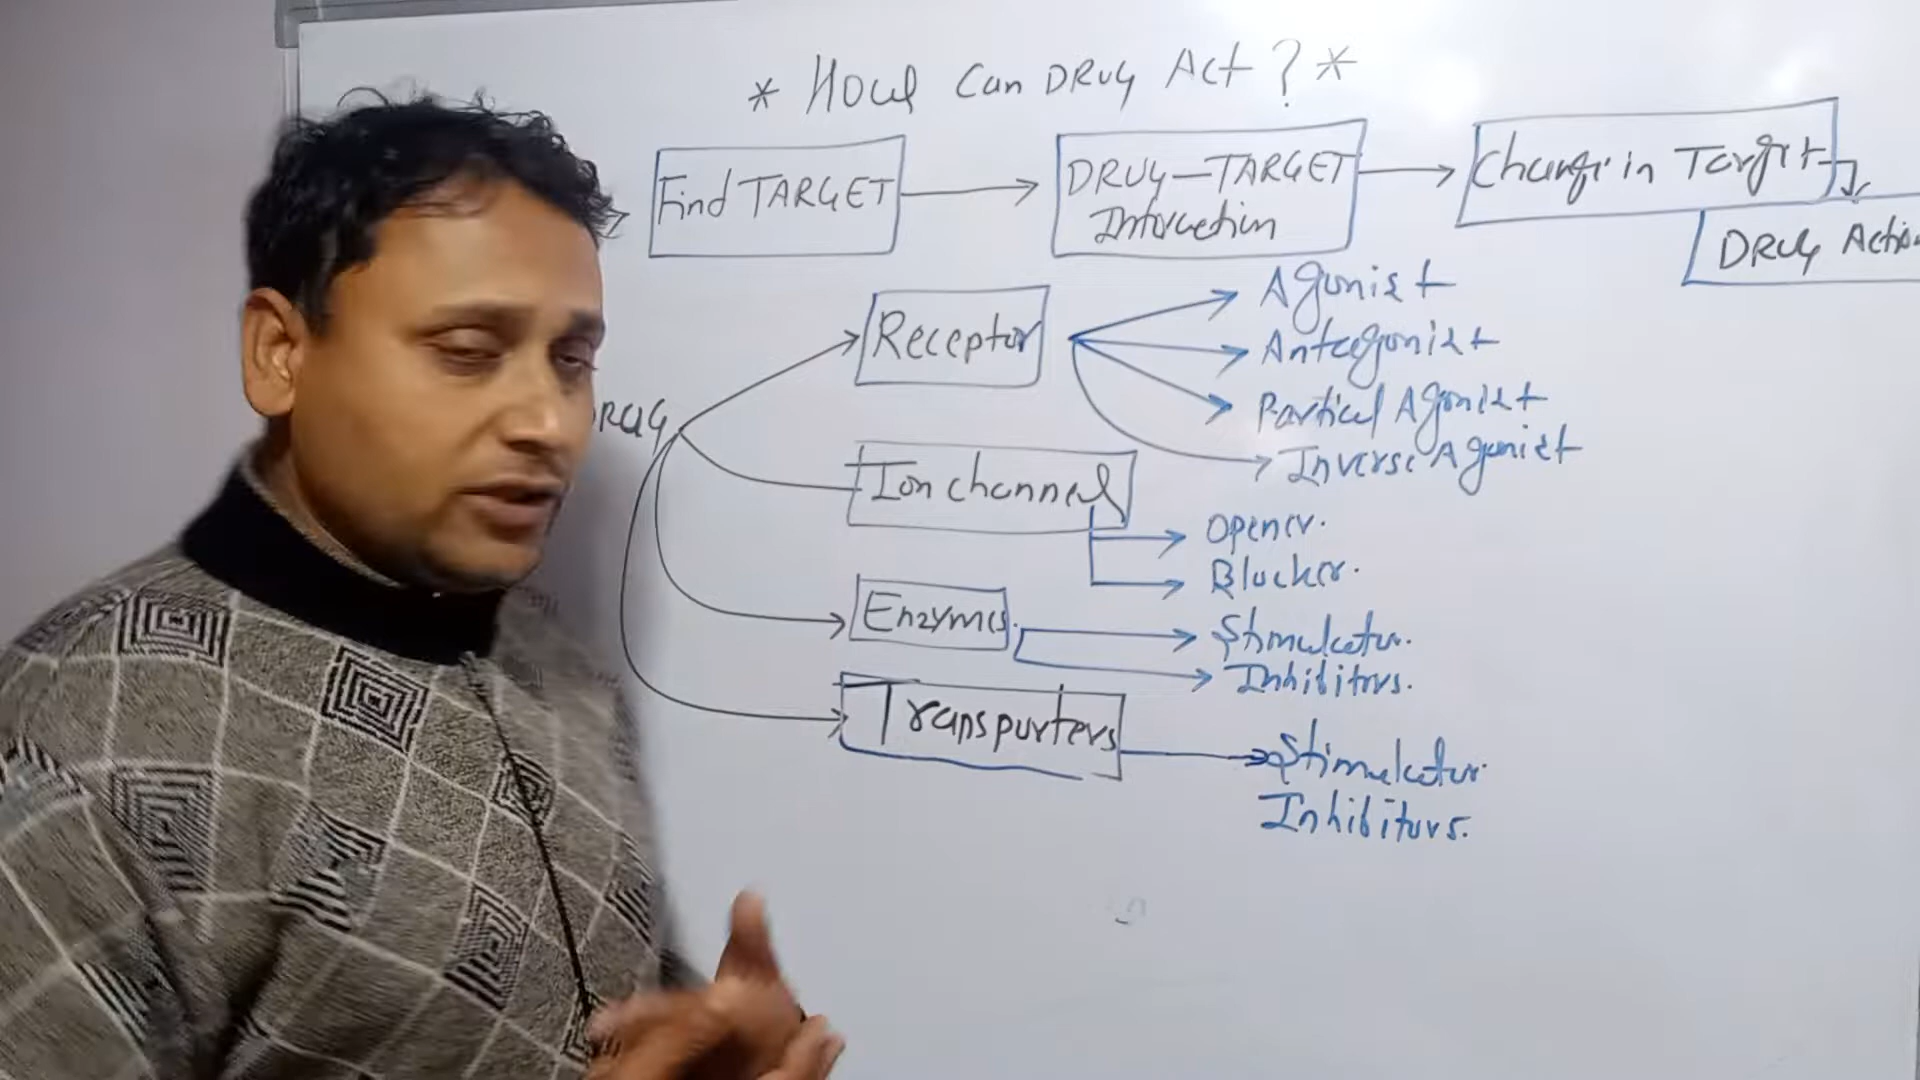 * How Can DRUG Act ? *
Find TARGET
DRUG-TARGET
Interaction
Change in Target
DRUG Action
Receptor
Agonist
Antagonist
Partial Agonist
Inverse Agonist
DRUG
Ion channel
Opener.
Blocker.
Enzymes.
Stimulator.
Inhibitors.
Transporters
Stimulator
Inhibitors.